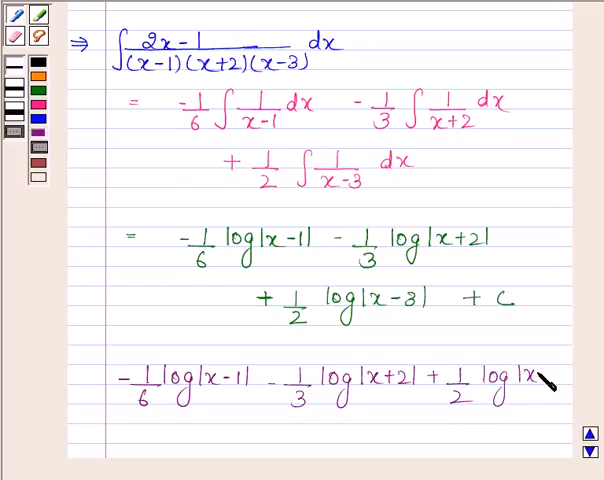 ⇒ ∫ (2x-1)/((x-1)(x+2)(x-3)) dx
= -1/6 ∫ 1/(x-1) dx - 1/3 ∫ 1/(x+2) dx
+ 1/2 ∫ 1/(x-3) dx
= -1/6 log|x-1| - 1/3 log|x+2|
+ 1/2 log|x-3| + C
-1/6 log|x-1| - 1/3 log|x+2| + 1/2 log|x